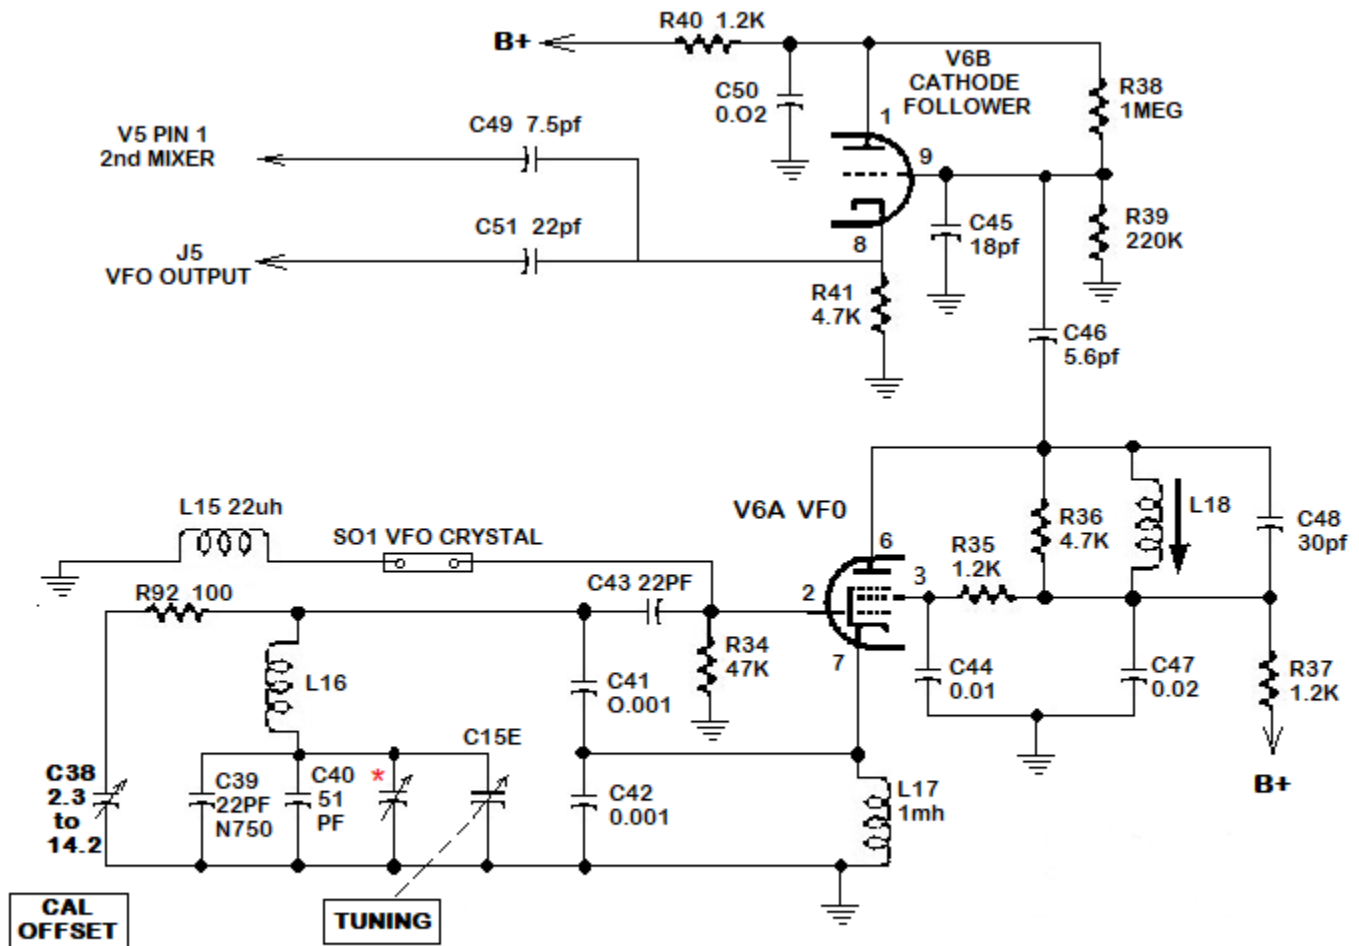 R40 1.2K
B+
V6B
CATHODE
FOLLOWER
R38
1MEG
C50
0.O2
1
C49 7.5pf
V5 PIN 1
2nd MIXER
9
C45
18pf
R39
220K
C51 22pf
8
J5
VFO OUTPUT
R41
4.7K
C46
5.6pf
L15 22uh
V6A VF0
SO1 VFO CRYSTAL
6
R36
4.7K
L18
C48
30pf
R35
1.2K
C43 22PF
2
3
R92 100
R34
47K
7
C44
0.01
C47
0.02
R37
1.2K
L16
C41
O.001
C15E
C38
2.3
to
14.2
C39
22PF
N750
C40
51
PF
*
C42
0.001
L17
1mh
B+
CAL
OFFSET
TUNING